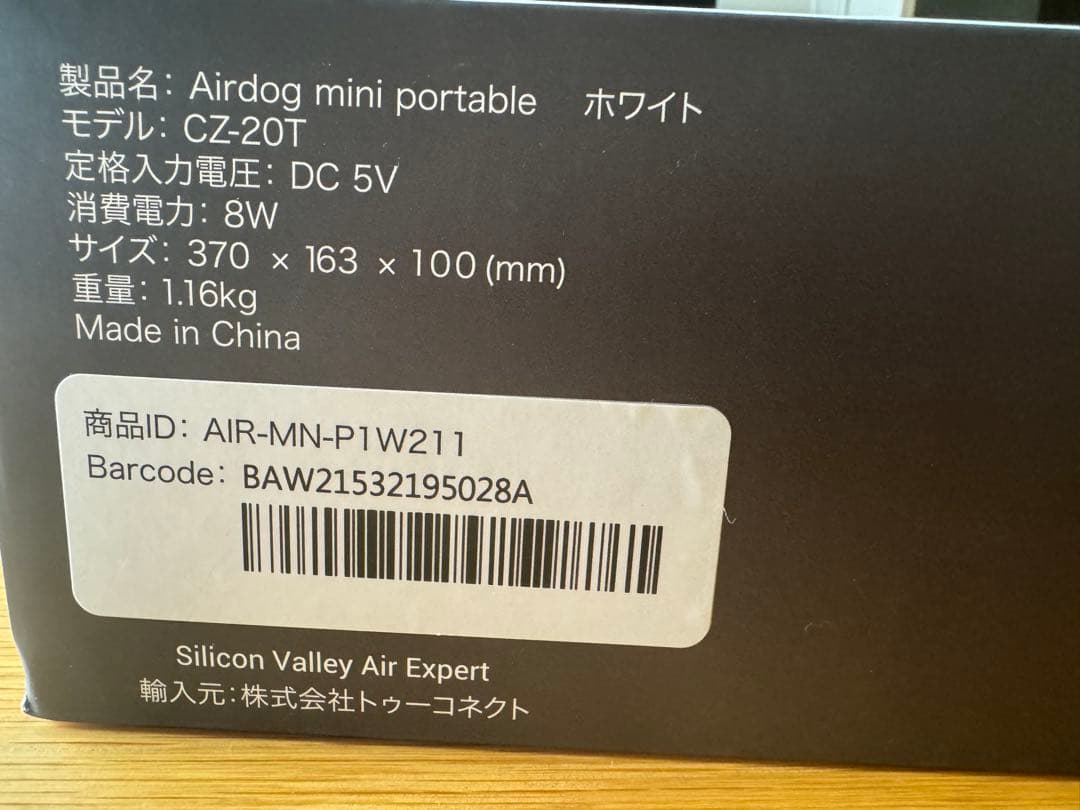 製品名: Airdog mini portable ホワイト
モデル: CZ-20T
定格入力電圧: DC 5V
消費電力: 8W
サイズ: 370 × 163 × 100 (mm)
重量: 1.16kg
Made in China
商品ID: AIR-MN-P1W211
Barcode: BAW21532195028A
Silicon Valley Air Expert
輸入元:株式会社トゥーコネクト